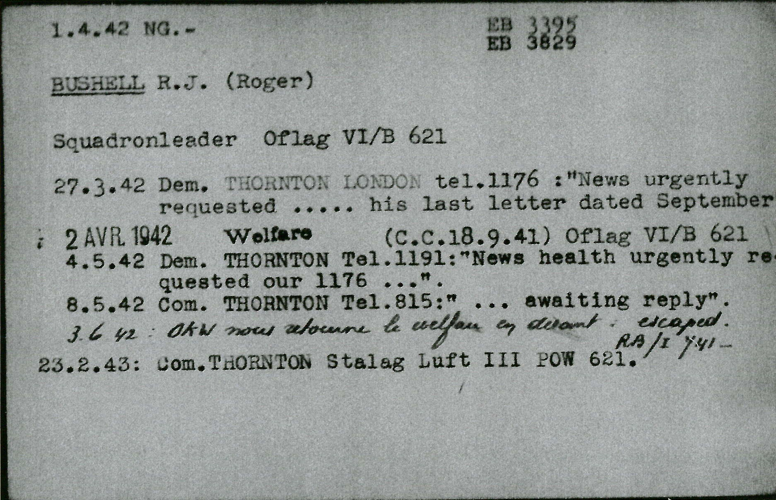 1.4.42 NG.-
EB 3395
EB 3829
BUSHELL R.J. (Roger)
Squadronleader Oflag VI/B 621
27.3.42 Dem. THORNTON LONDON tel.1176 :"News urgently
requested ..... his last letter dated September
2 AVR. 1942 Welfare (C.C.18.9.41) Oflag VI/B 621
4.5.42 Dem. THORNTON Tel.1191:"News health urgently re-
quested our 1176 ...".
8.5.42 Com. THORNTON Tel.815:" ... awaiting reply".
3.6.42 : OKW nous retourne le welfare en disant : escaped.
RB/I 741-
23.2.43: Com.THORNTON Stalag Luft III POW 621.